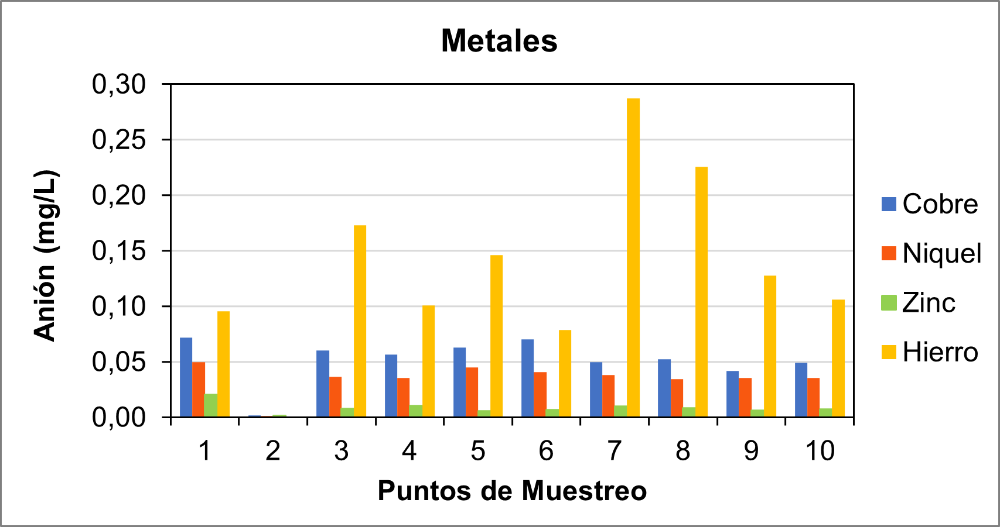 Metales
0,30
0,25
0,20
0,15
0,10
0,05
0,00
Anión (mg/L)
1 2 3 4 5 6 7 8 9 10
Puntos de Muestreo
Cobre
Niquel
Zinc
Hierro